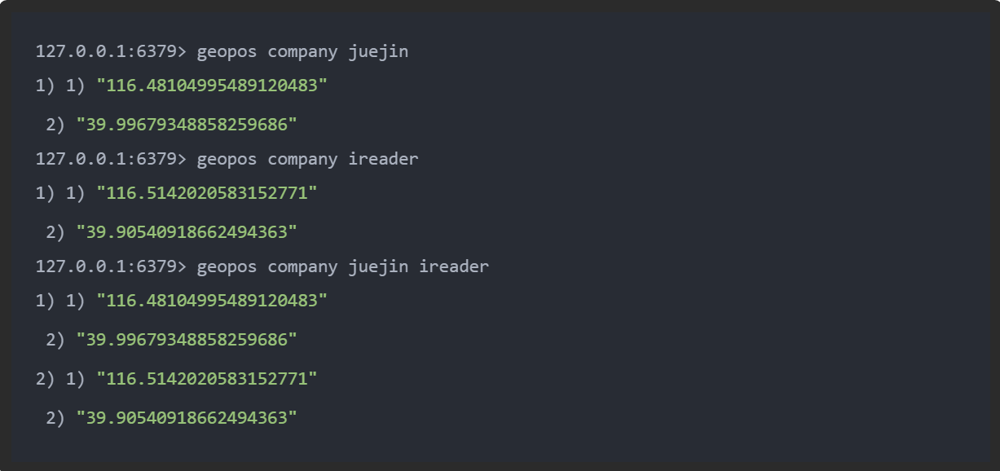 127.0.0.1:6379> geopos company juejin
1) 1) "116.48104995489120483"
2) "39.99679348858259686"
127.0.0.1:6379> geopos company ireader
1) 1) "116.5142020583152771"
2) "39.90540918662494363"
127.0.0.1:6379> geopos company juejin ireader
1) 1) "116.48104995489120483"
2) "39.99679348858259686"
2) 1) "116.5142020583152771"
2) "39.90540918662494363"